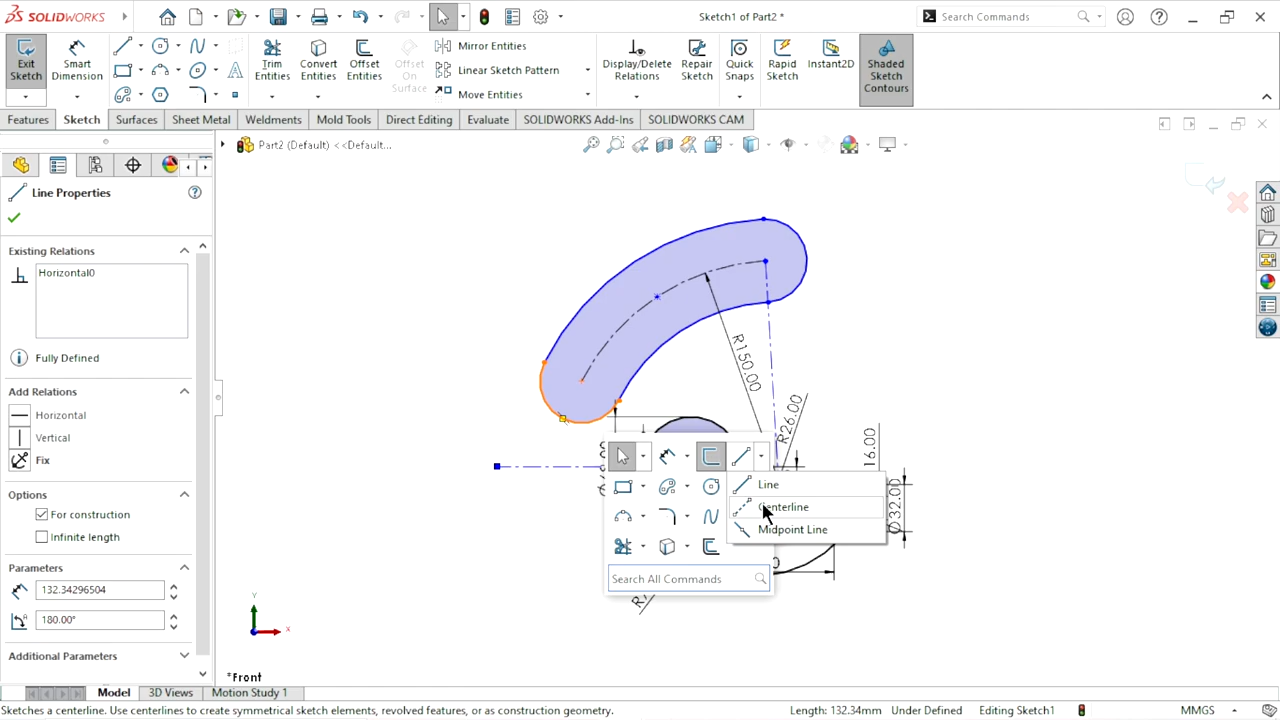 SOLIDWORKS
Sketch1 of Part2 *
Search Commands
Exit Sketch
Smart Dimension
Trim Entities
Convert Entities
Offset Entities
Offset On Surface
Mirror Entities
Linear Sketch Pattern
Move Entities
Display/Delete Relations
Repair Sketch
Quick Snaps
Rapid Sketch
Instant2D
Shaded Sketch Contours
Features
Sketch
Surfaces
Sheet Metal
Weldments
Mold Tools
Direct Editing
Evaluate
SOLIDWORKS Add-Ins
SOLIDWORKS CAM
Part2 (Default) <<Default...
Line Properties
Existing Relations
Horizontal0
Fully Defined
Add Relations
Horizontal
Vertical
Fix
Options
For construction
Infinite length
Parameters
132.34296504
180.00°
Additional Parameters
R150.00
R26.00
16.00
Ø32.00
Line
Centerline
Midpoint Line
Search All Commands
Y
X
*Front
Model
3D Views
Motion Study 1
Sketches a centerline. Use centerlines to create symmetrical sketch elements, revolved features, or as construction geometry.
Length: 132.34mm
Under Defined
Editing Sketch1
MMGS